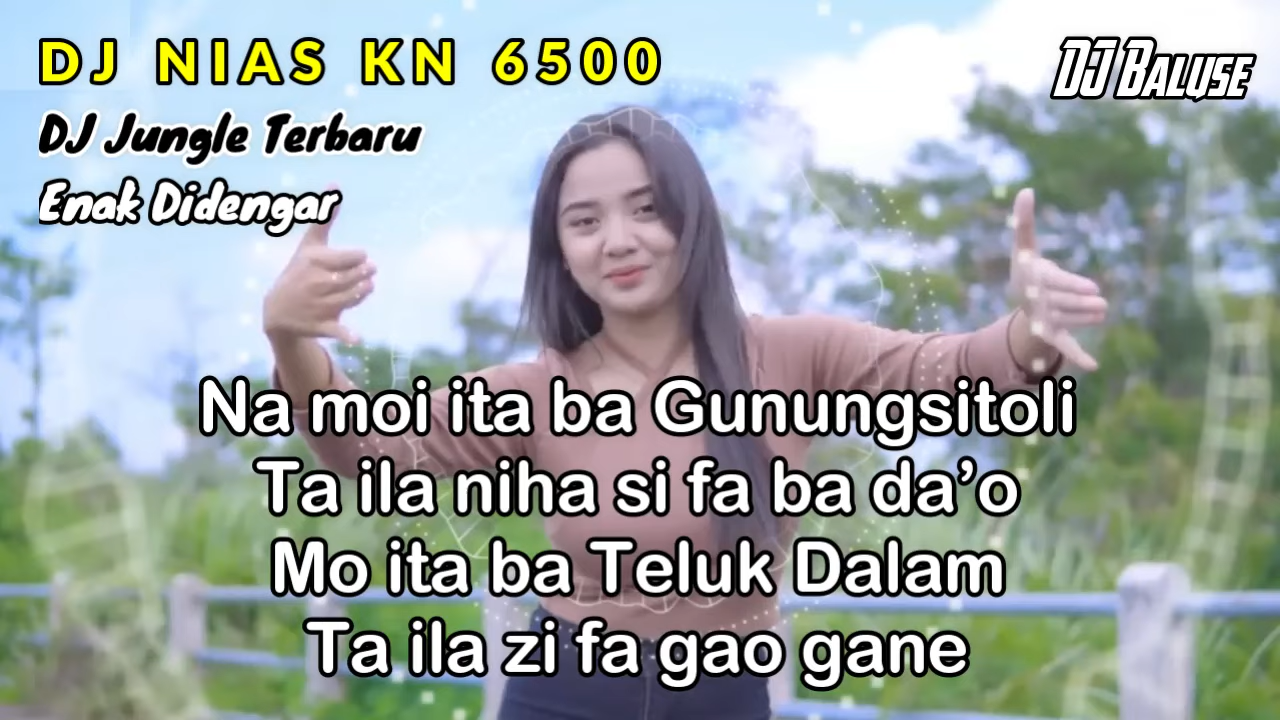 DJ NIAS KN 6500
DJ Baluse
DJ Jungle Terbaru
Enak Didengar
Na moi ita ba Gunungsitoli
Ta ila niha si fa ba da’o
Mo ita ba Teluk Dalam
Ta ila zi fa gao gane